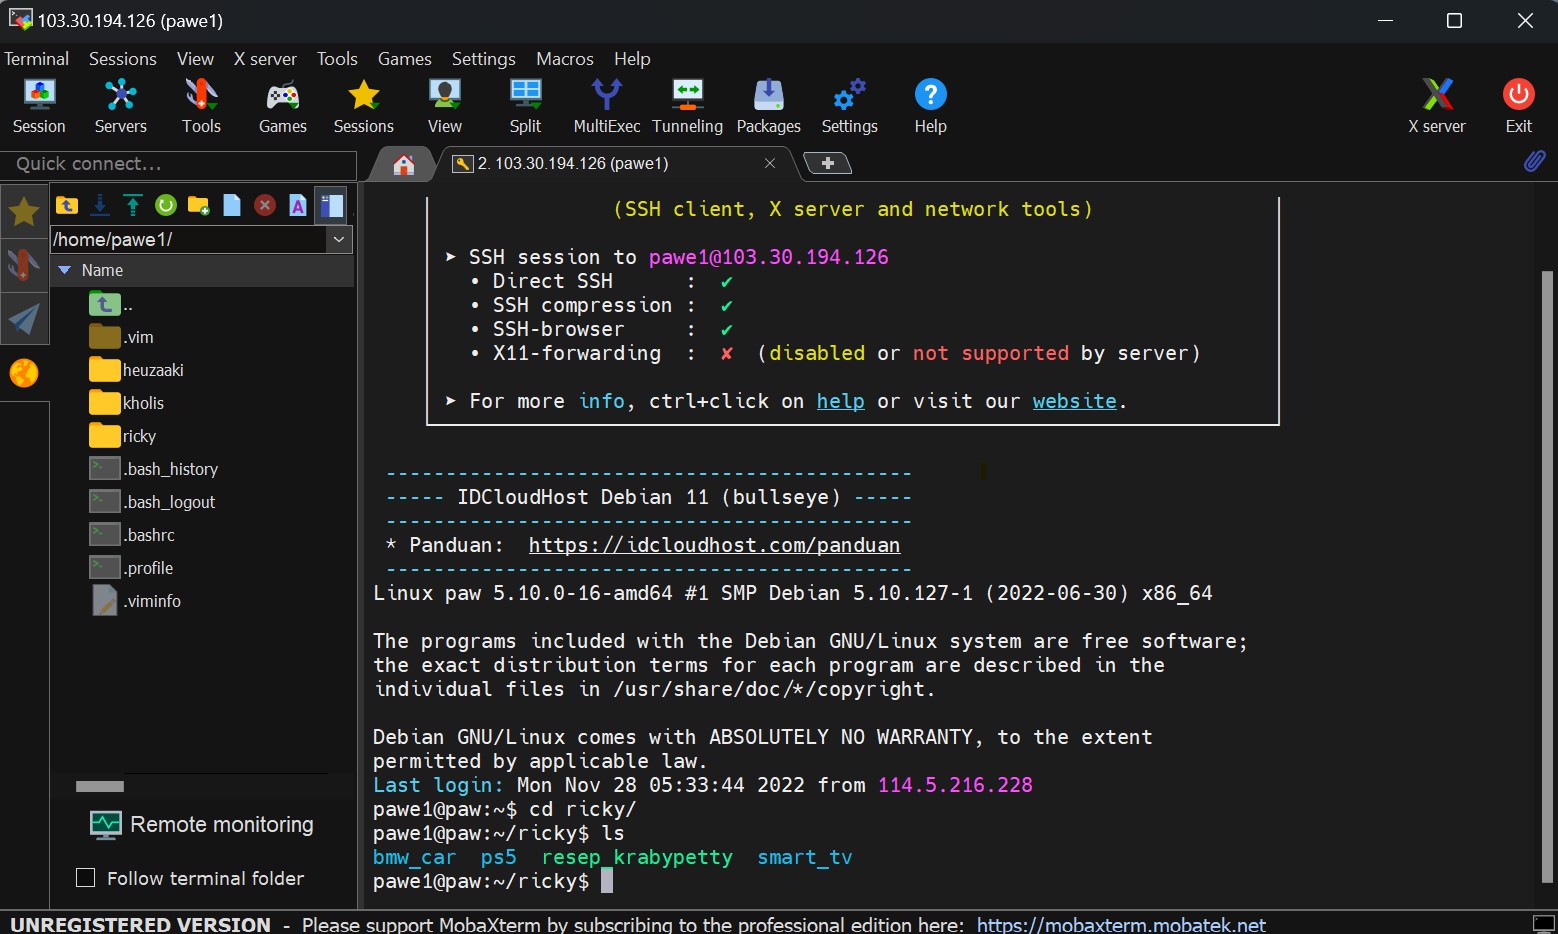 103.30.194.126 (pawe1)
Terminal Sessions View X server Tools Games Settings Macros Help
Session Servers Tools Games Sessions View Split MultiExec Tunneling Packages Settings Help X server Exit
Quick connect...
2. 103.30.194.126 (pawe1)
/home/pawe1/
Name
..
.vim
heuzaaki
kholis
ricky
.bash_history
.bash_logout
.bashrc
.profile
.viminfo
Remote monitoring
Follow terminal folder
(SSH client, X server and network tools)
➤ SSH session to pawe1@103.30.194.126
• Direct SSH : ✔
• SSH compression : ✔
• SSH-browser : ✔
• X11-forwarding : ✘ (disabled or not supported by server)
➤ For more info, ctrl+click on help or visit our website.
--------------------------------------------
----- IDCloudHost Debian 11 (bullseye) -----
--------------------------------------------
* Panduan: https://idcloudhost.com/panduan
--------------------------------------------
Linux paw 5.10.0-16-amd64 #1 SMP Debian 5.10.127-1 (2022-06-30) x86_64
The programs included with the Debian GNU/Linux system are free software;
the exact distribution terms for each program are described in the
individual files in /usr/share/doc/*/copyright.
Debian GNU/Linux comes with ABSOLUTELY NO WARRANTY, to the extent
permitted by applicable law.
Last login: Mon Nov 28 05:33:44 2022 from 114.5.216.228
pawe1@paw:~$ cd ricky/
pawe1@paw:~/ricky$ ls
bmw_car ps5 resep_krabypetty smart_tv
pawe1@paw:~/ricky$
UNREGISTERED VERSION - Please support MobaXterm by subscribing to the professional edition here: https://mobaxterm.mobatek.net